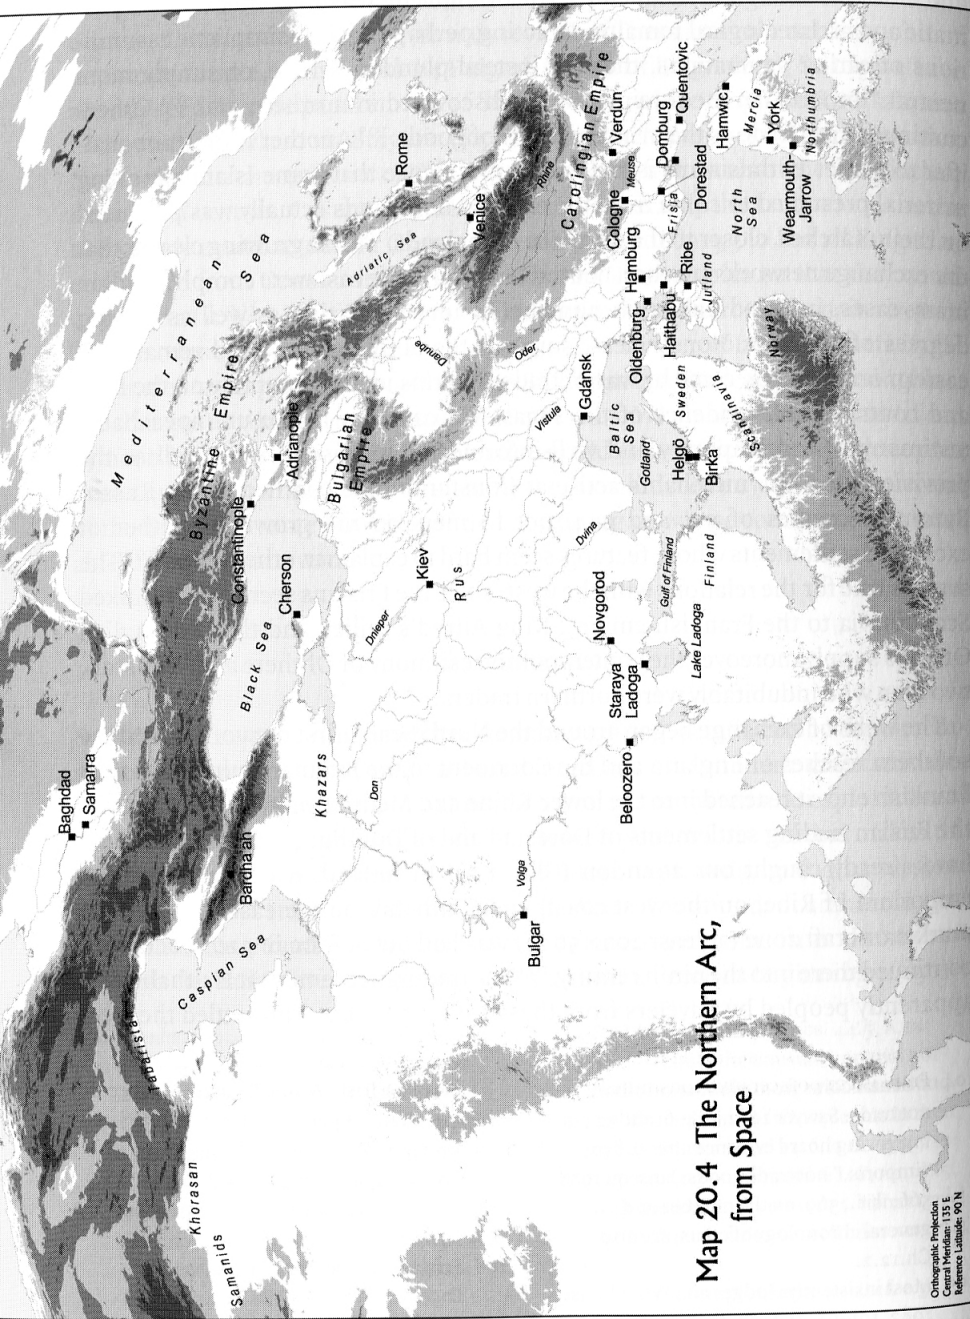 Map 20.4 The Northern Arc,
from Space
Orthographic Projection
Central Meridian: 135 E
Reference Latitude: 90 N
Samanids
Khorasan
Tabaristan
Caspian Sea
Bardha'ah
Baghdad
Samarra
Khazars
Black Sea
Cherson
Constantinople
Byzantine Empire
Adrianople
Bulgarian
Empire
Mediterranean Sea
Adriatic Sea
Rome
Venice
Danube
Oder
Vistula
Rhine
Carolingian Empire
Verdun
Meuse
Cologne
Domburg
Quentovic
Dorestad
Frisia
Hamwic
Mercia
York
Northumbria
Wearmouth-
Jarrow
North
Sea
Hamburg
Oldenburg
Haithabu
Ribe
Jutland
Norway
Scandinavia
Sweden
Gdánsk
Baltic
Sea
Gotland
Helgö
Birka
Dvina
Gulf of Finland
Finland
Lake Ladoga
Novgorod
Staraya
Ladoga
Beloozero
Kiev
Rus
Dnieper
Don
Volga
Bulgar